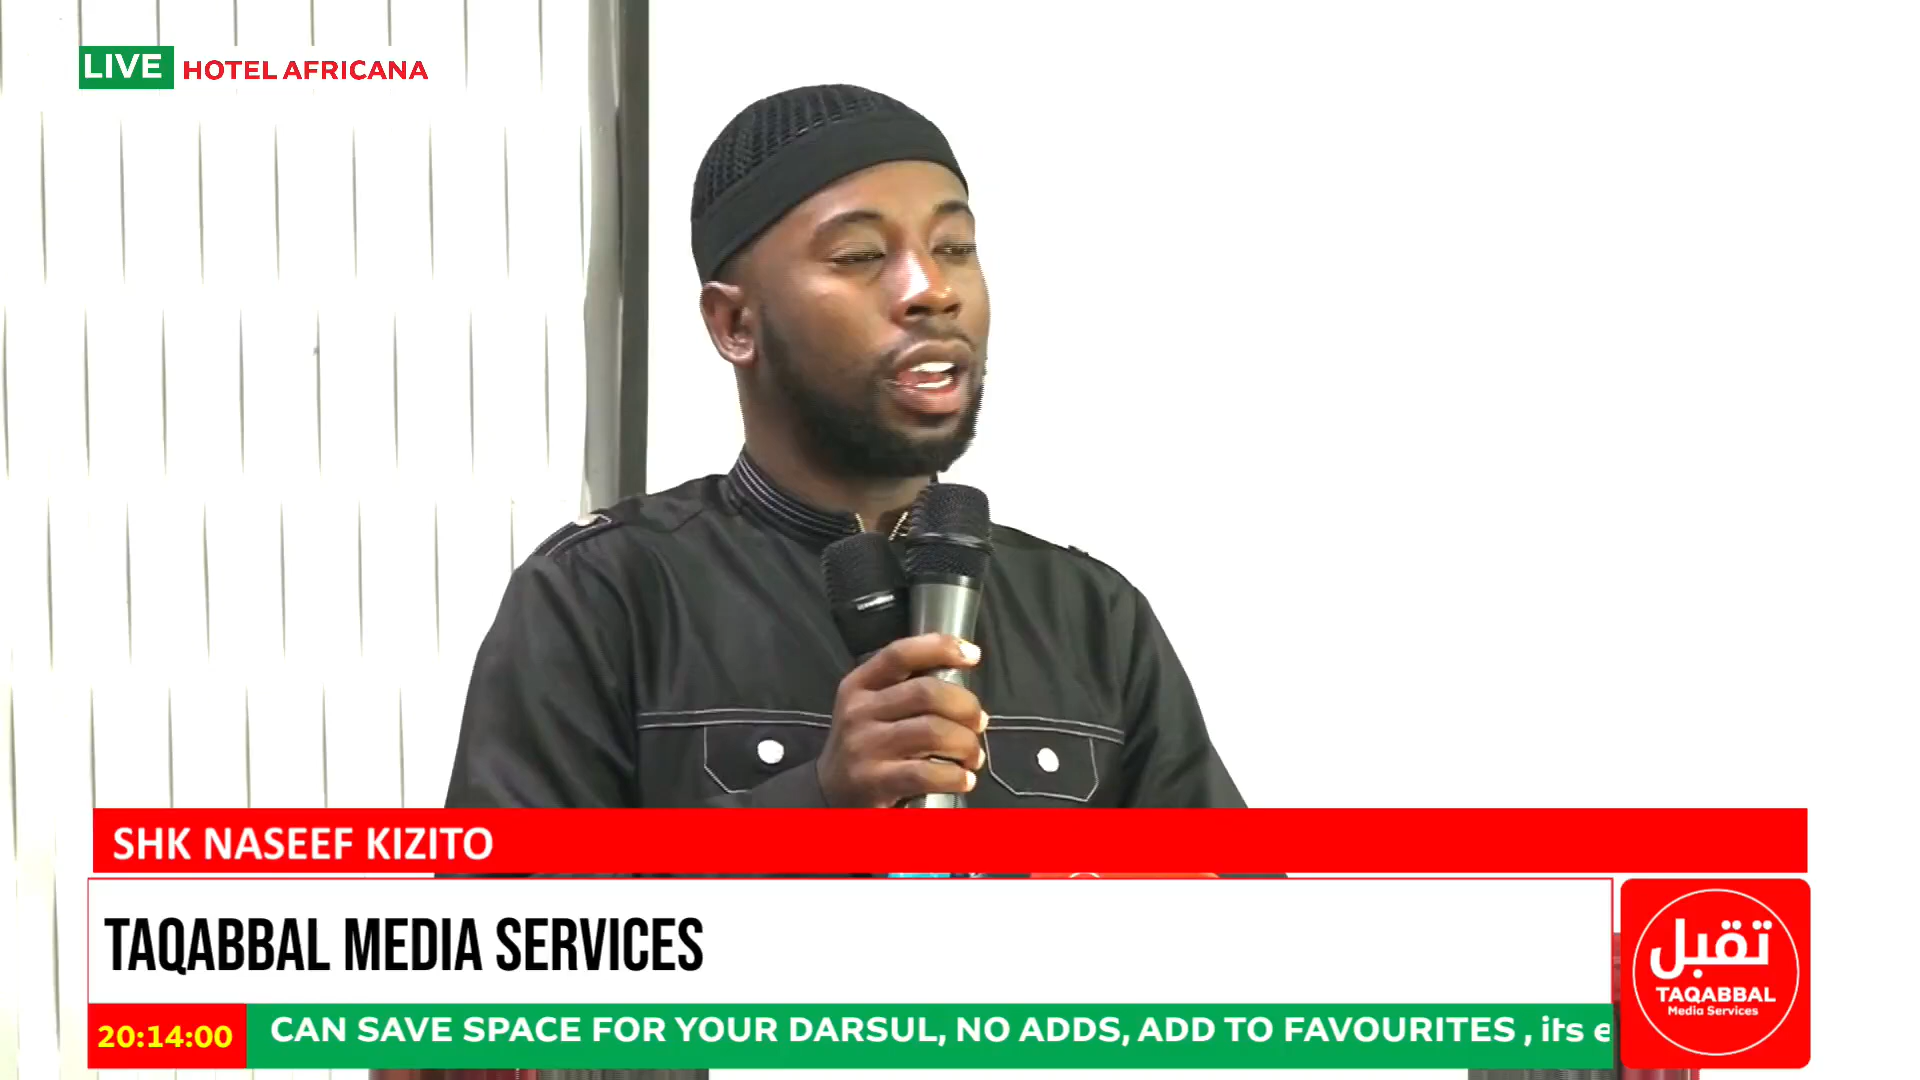 LIVE HOTEL AFRICANA
SHK NASEEF KIZITO
TAQABBAL MEDIA SERVICES
تقبل
TAQABBAL
Media Services
20:14:00 CAN SAVE SPACE FOR YOUR DARSUL, NO ADDS, ADD TO FAVOURITES , its